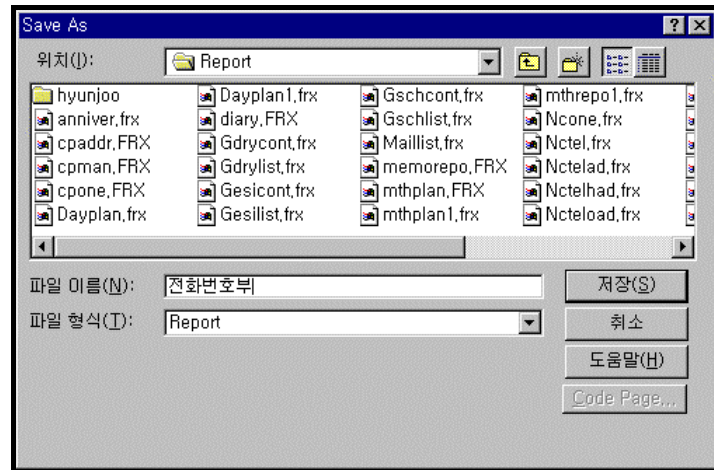 Save As
위치(I): Report
hyunjoo Dayplan1.frx Gschcont.frx mthrepo1.frx
anniver.frx diary.FRX Gschlist.frx Ncone.frx
cpaddr.FRX Gdrycont.frx Maillist.frx Nctel.frx
cpman.FRX Gdrylist.frx memorepo.FRX Nctelad.frx
cpone.FRX Gesicont.frx mthplan.FRX Nctelhad.frx
Dayplan.frx Gesilist.frx mthplan1.frx Ncteload.frx
파일 이름(N): 전화번호부 저장(S)
파일 형식(T): Report 취소
도움말(H)
Code Page...